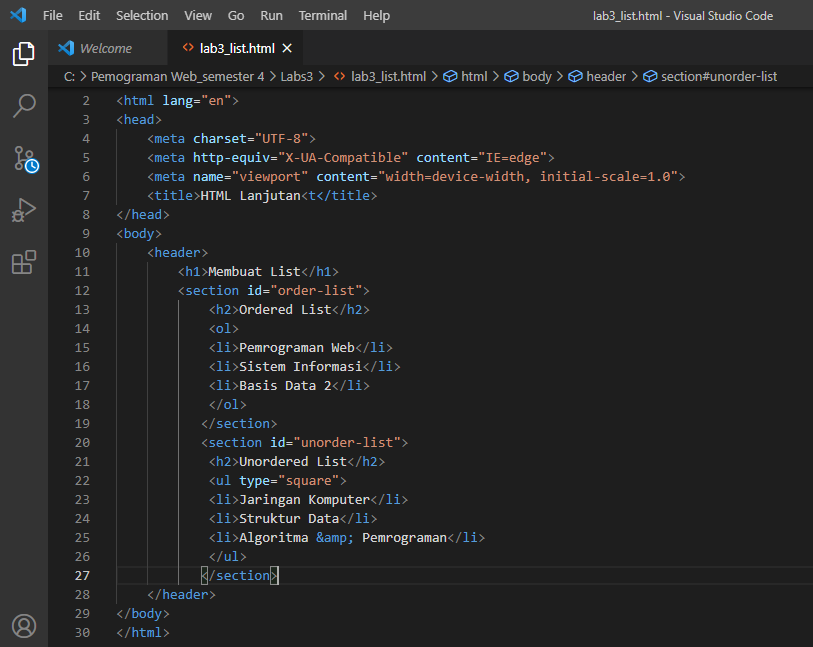 File Edit Selection View Go Run Terminal Help lab3_list.html - Visual Studio Code
Welcome <> lab3_list.html ×
C: > Pemograman Web_semester 4 > Labs3 > <> lab3_list.html > html > body > header > section#unorder-list
2 <html lang="en">
3 <head>
4 <meta charset="UTF-8">
5 <meta http-equiv="X-UA-Compatible" content="IE=edge">
6 <meta name="viewport" content="width=device-width, initial-scale=1.0">
7 <title>HTML Lanjutan<t</title>
8 </head>
9 <body>
10 <header>
11 <h1>Membuat List</h1>
12 <section id="order-list">
13 <h2>Ordered List</h2>
14 <ol>
15 <li>Pemrograman Web</li>
16 <li>Sistem Informasi</li>
17 <li>Basis Data 2</li>
18 </ol>
19 </section>
20 <section id="unorder-list">
21 <h2>Unordered List</h2>
22 <ul type="square">
23 <li>Jaringan Komputer</li>
24 <li>Struktur Data</li>
25 <li>Algoritma &amp; Pemrograman</li>
26 </ul>
27 </section>
28 </header>
29 </body>
30 </html>